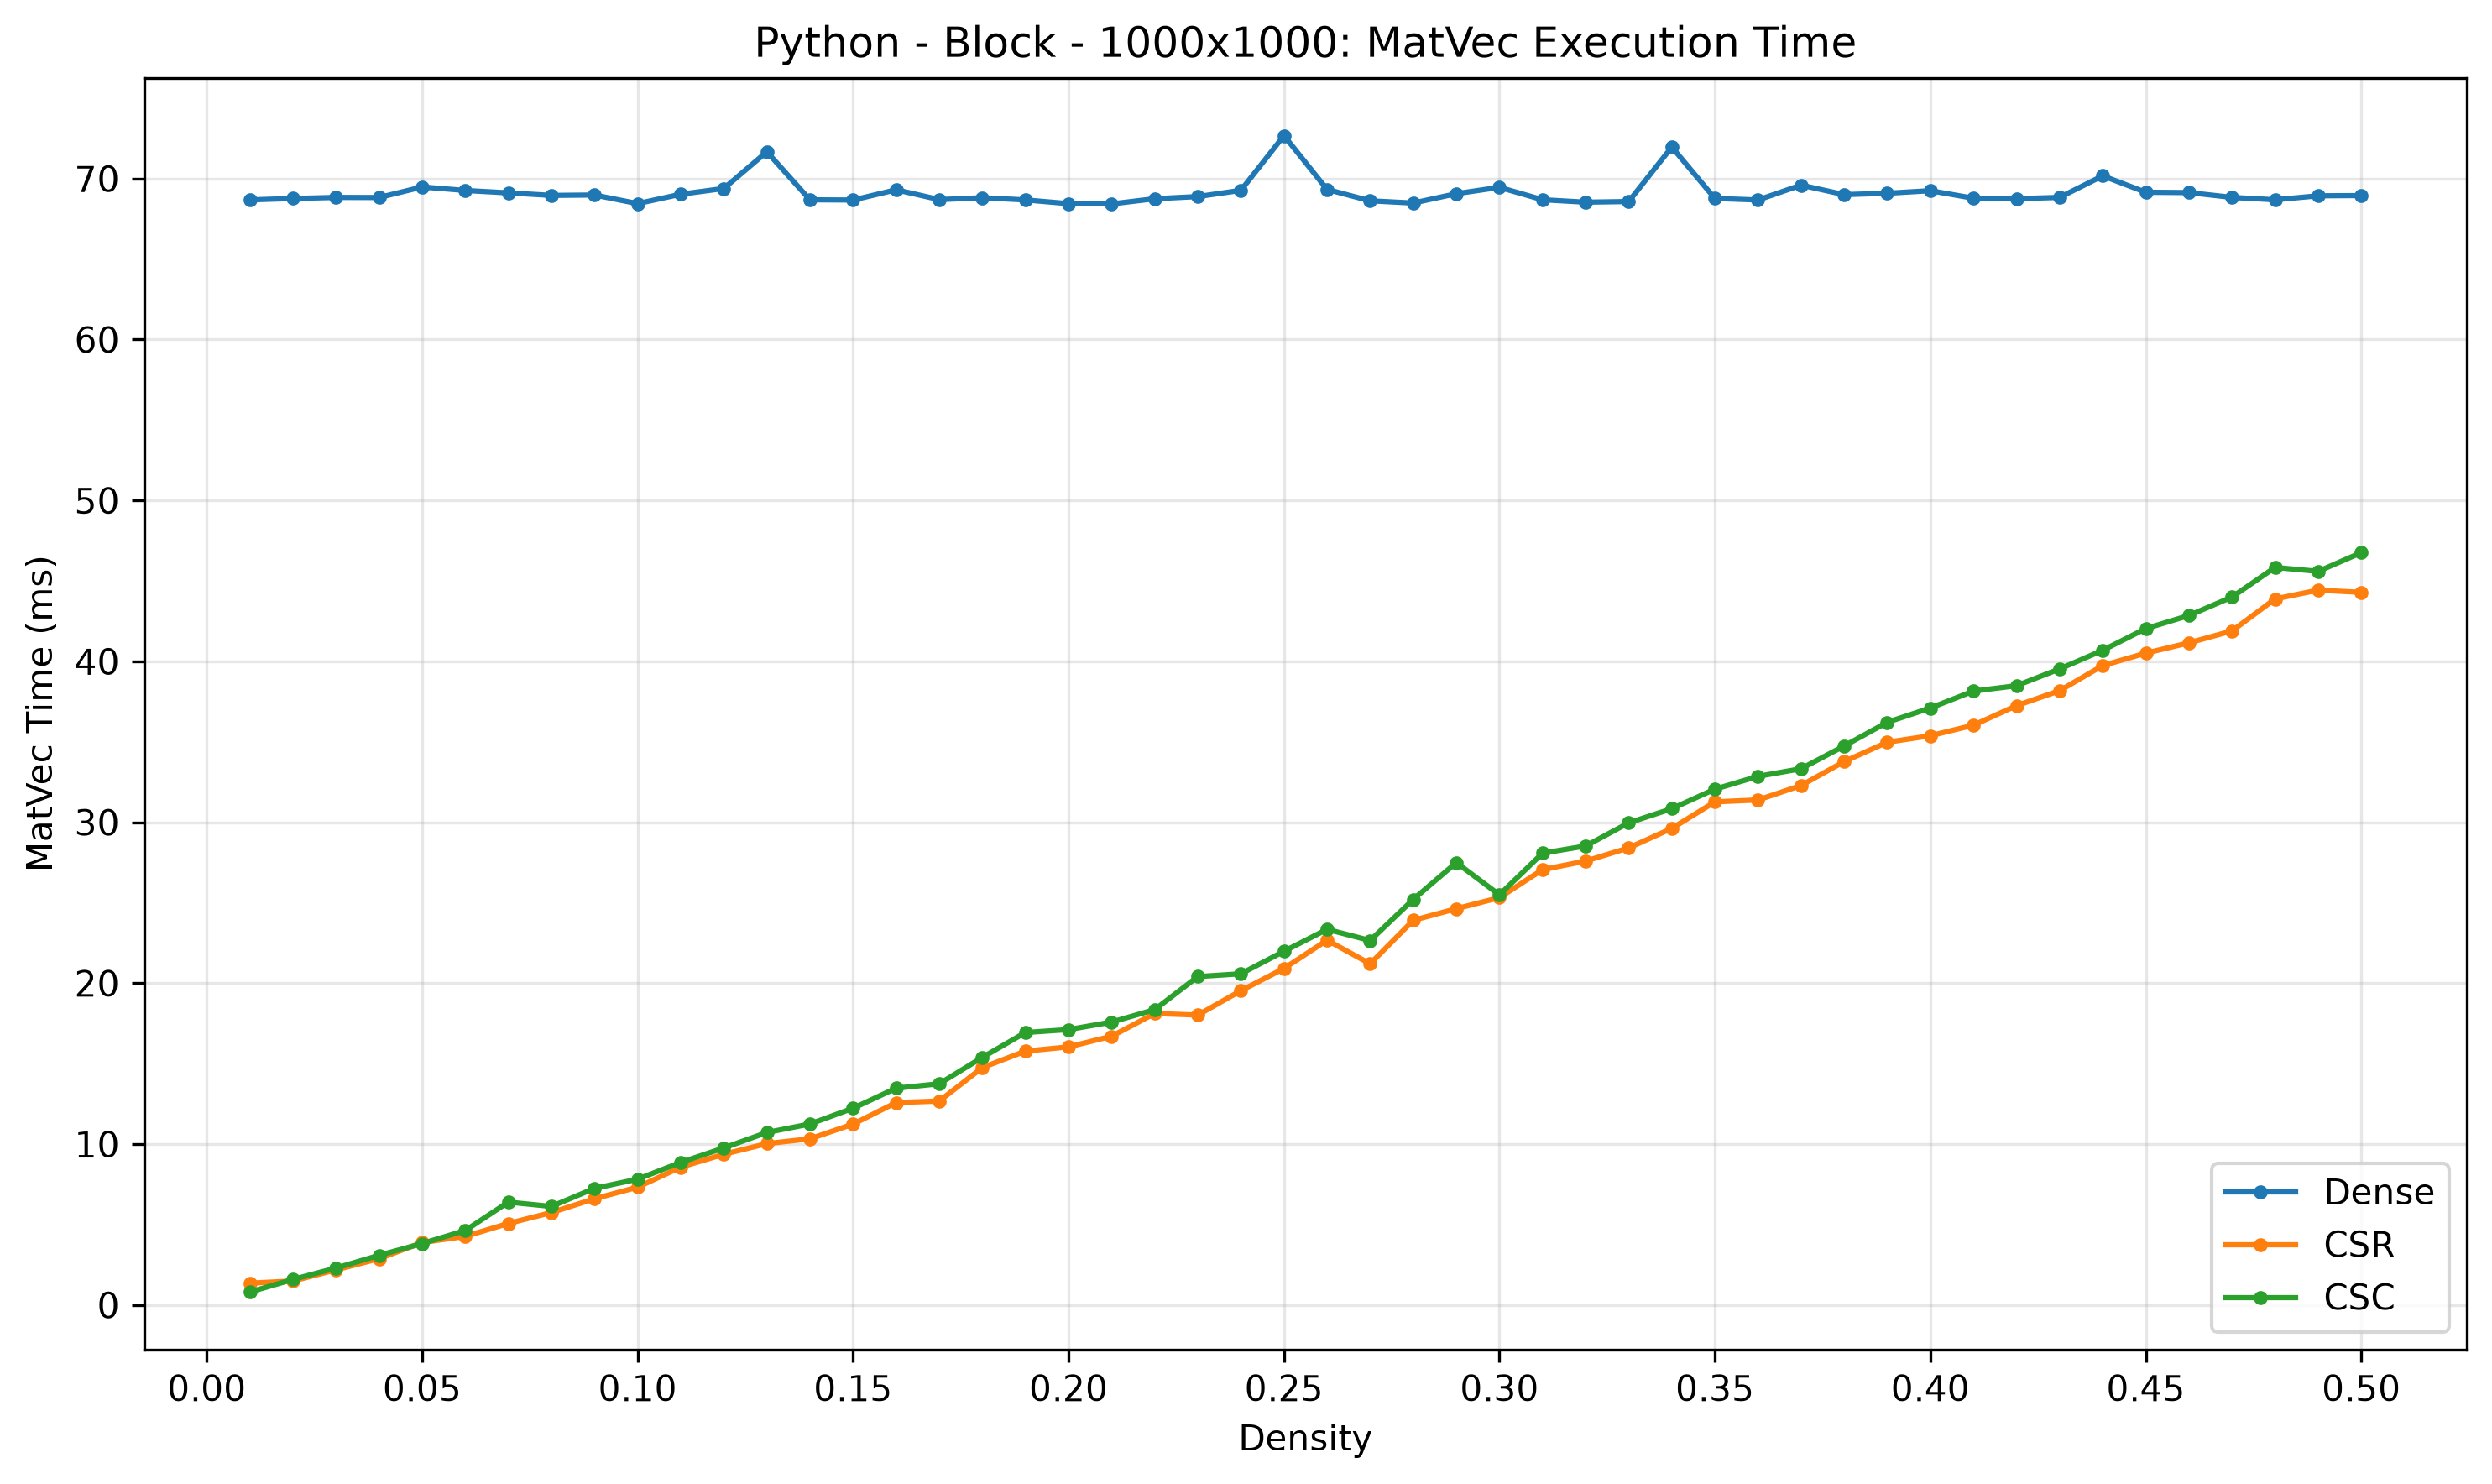 Python - Block - 1000x1000: MatVec Execution Time
MatVec Time (ms)
70
60
50
40
30
20
10
0
0.00 0.05 0.10 0.15 0.20 0.25 0.30 0.35 0.40 0.45 0.50
Density
Dense
CSR
CSC